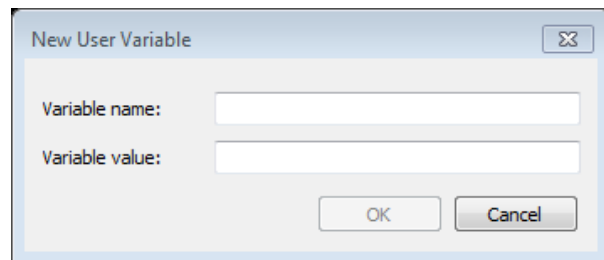 New User Variable
Variable name:
Variable value:
OK Cancel